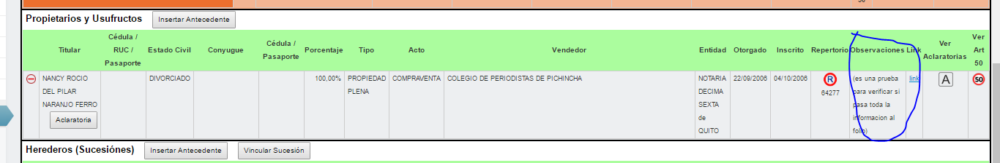 50
Propietarios y Usufructos Insertar Antecedente
Titular Cédula / RUC / Pasaporte Estado Civil Conyugue Cédula / Pasaporte Porcentaje Tipo Acto Vendedor Entidad Otorgado Inscrito Repertorio Observaciones Link Ver Aclaratorias Ver Art 50
NANCY ROCIO DEL PILAR NARANJO FERRO DIVORCIADO 100,00% PROPIEDAD PLENA COMPRAVENTA COLEGIO DE PERIODISTAS DE PICHINCHA NOTARIA DECIMA SEXTA de QUITO 22/09/2006 04/10/2006 R 64277 (es una prueba para verificar si pasa toda la informacion al folio) link A 50
Aclaratoria
Herederos (Sucesiónes) Insertar Antecedente Vincular Sucesión